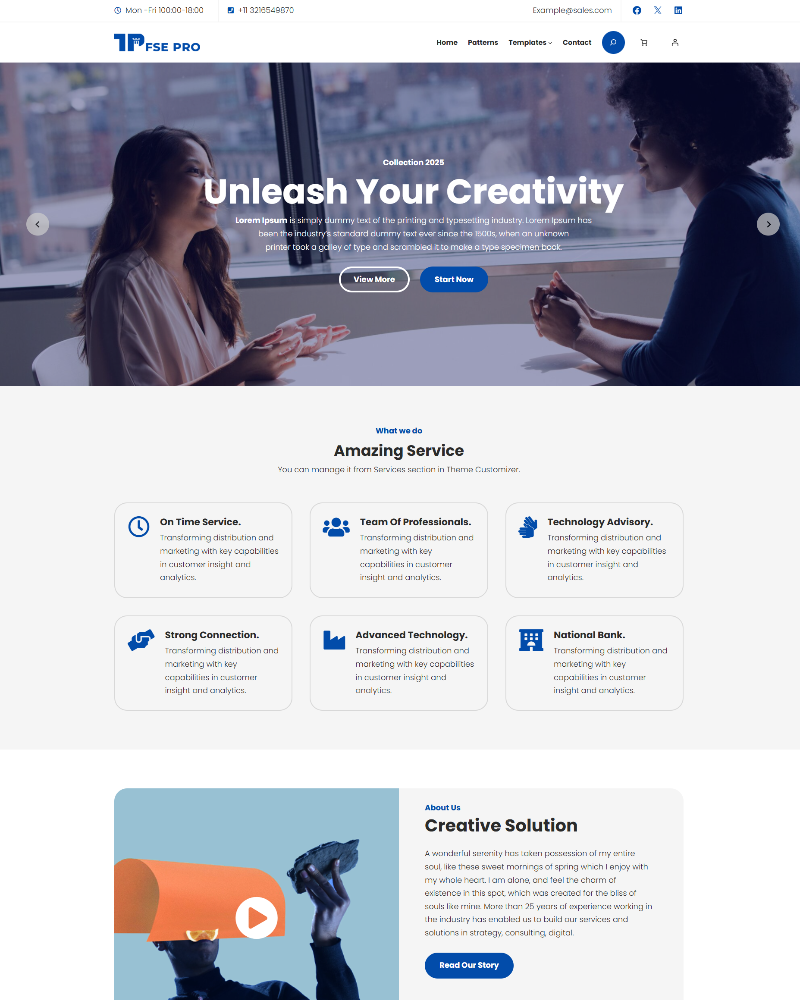 Mon - Fri 100:00-18:00
+11 3216549870
Example@sales.com
TP FSE PRO
Home
Patterns
Templates
Contact
Collection 2025
Unleash Your Creativity
Lorem Ipsum is simply dummy text of the printing and typesetting industry. Lorem Ipsum has
been the industry's standard dummy text ever since the 1500s, when an unknown
printer took a galley of type and scrambled it to make a type specimen book.
View More
Start Now
What we do
Amazing Service
You can manage it from Services section in Theme Customizer.
On Time Service.
Transforming distribution and
marketing with key capabilities
in customer insight and
analytics.
Team Of Professionals.
Transforming distribution and
marketing with key
capabilities in customer
insight and analytics.
Technology Advisory.
Transforming distribution and
marketing with key capabilities
in customer insight and
analytics.
Strong Connection.
Transforming distribution and
marketing with key
capabilities in customer
insight and analytics.
Advanced Technology.
Transforming distribution and
marketing with key capabilities
in customer insight and
analytics.
National Bank.
Transforming distribution and
marketing with key
capabilities in customer
insight and analytics.
About Us
Creative Solution
A wonderful serenity has taken possession of my entire
soul, like these sweet mornings of spring which I enjoy with
my whole heart. I am alone, and feel the charm of
existence in this spot, which was created for the bliss of
souls like mine. More than 25 years of experience working in
the industry has enabled us to build our services and
solutions in strategy, consulting, digital.
Read Our Story